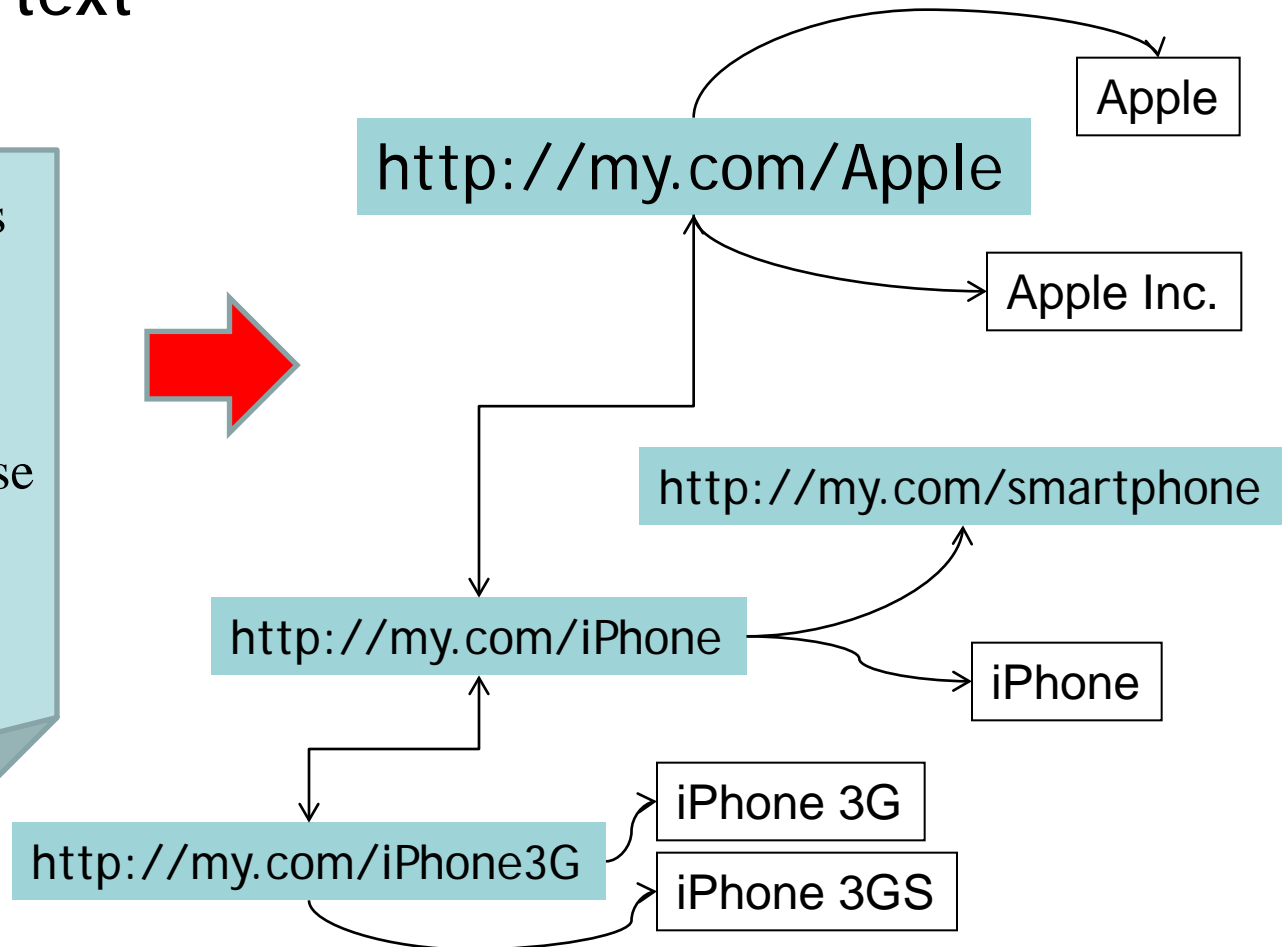 text
Apple
http://my.com/Apple
Apple Inc.
http://my.com/smartphone
http://my.com/iPhone
iPhone
iPhone 3G
http://my.com/iPhone3G
iPhone 3GS